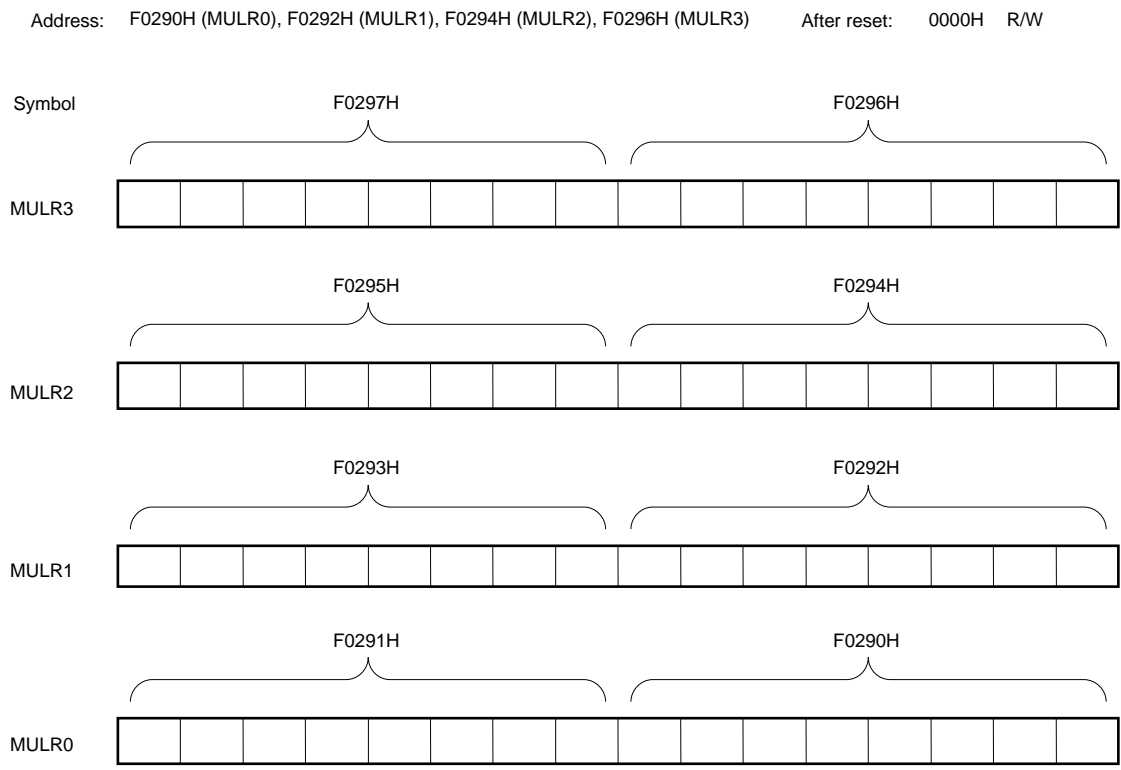 Address: F0290H (MULR0), F0292H (MULR1), F0294H (MULR2), F0296H (MULR3) After reset: 0000H R/W
Symbol F0297H F0296H
MULR3
F0295H F0294H
MULR2
F0293H F0292H
MULR1
F0291H F0290H
MULR0